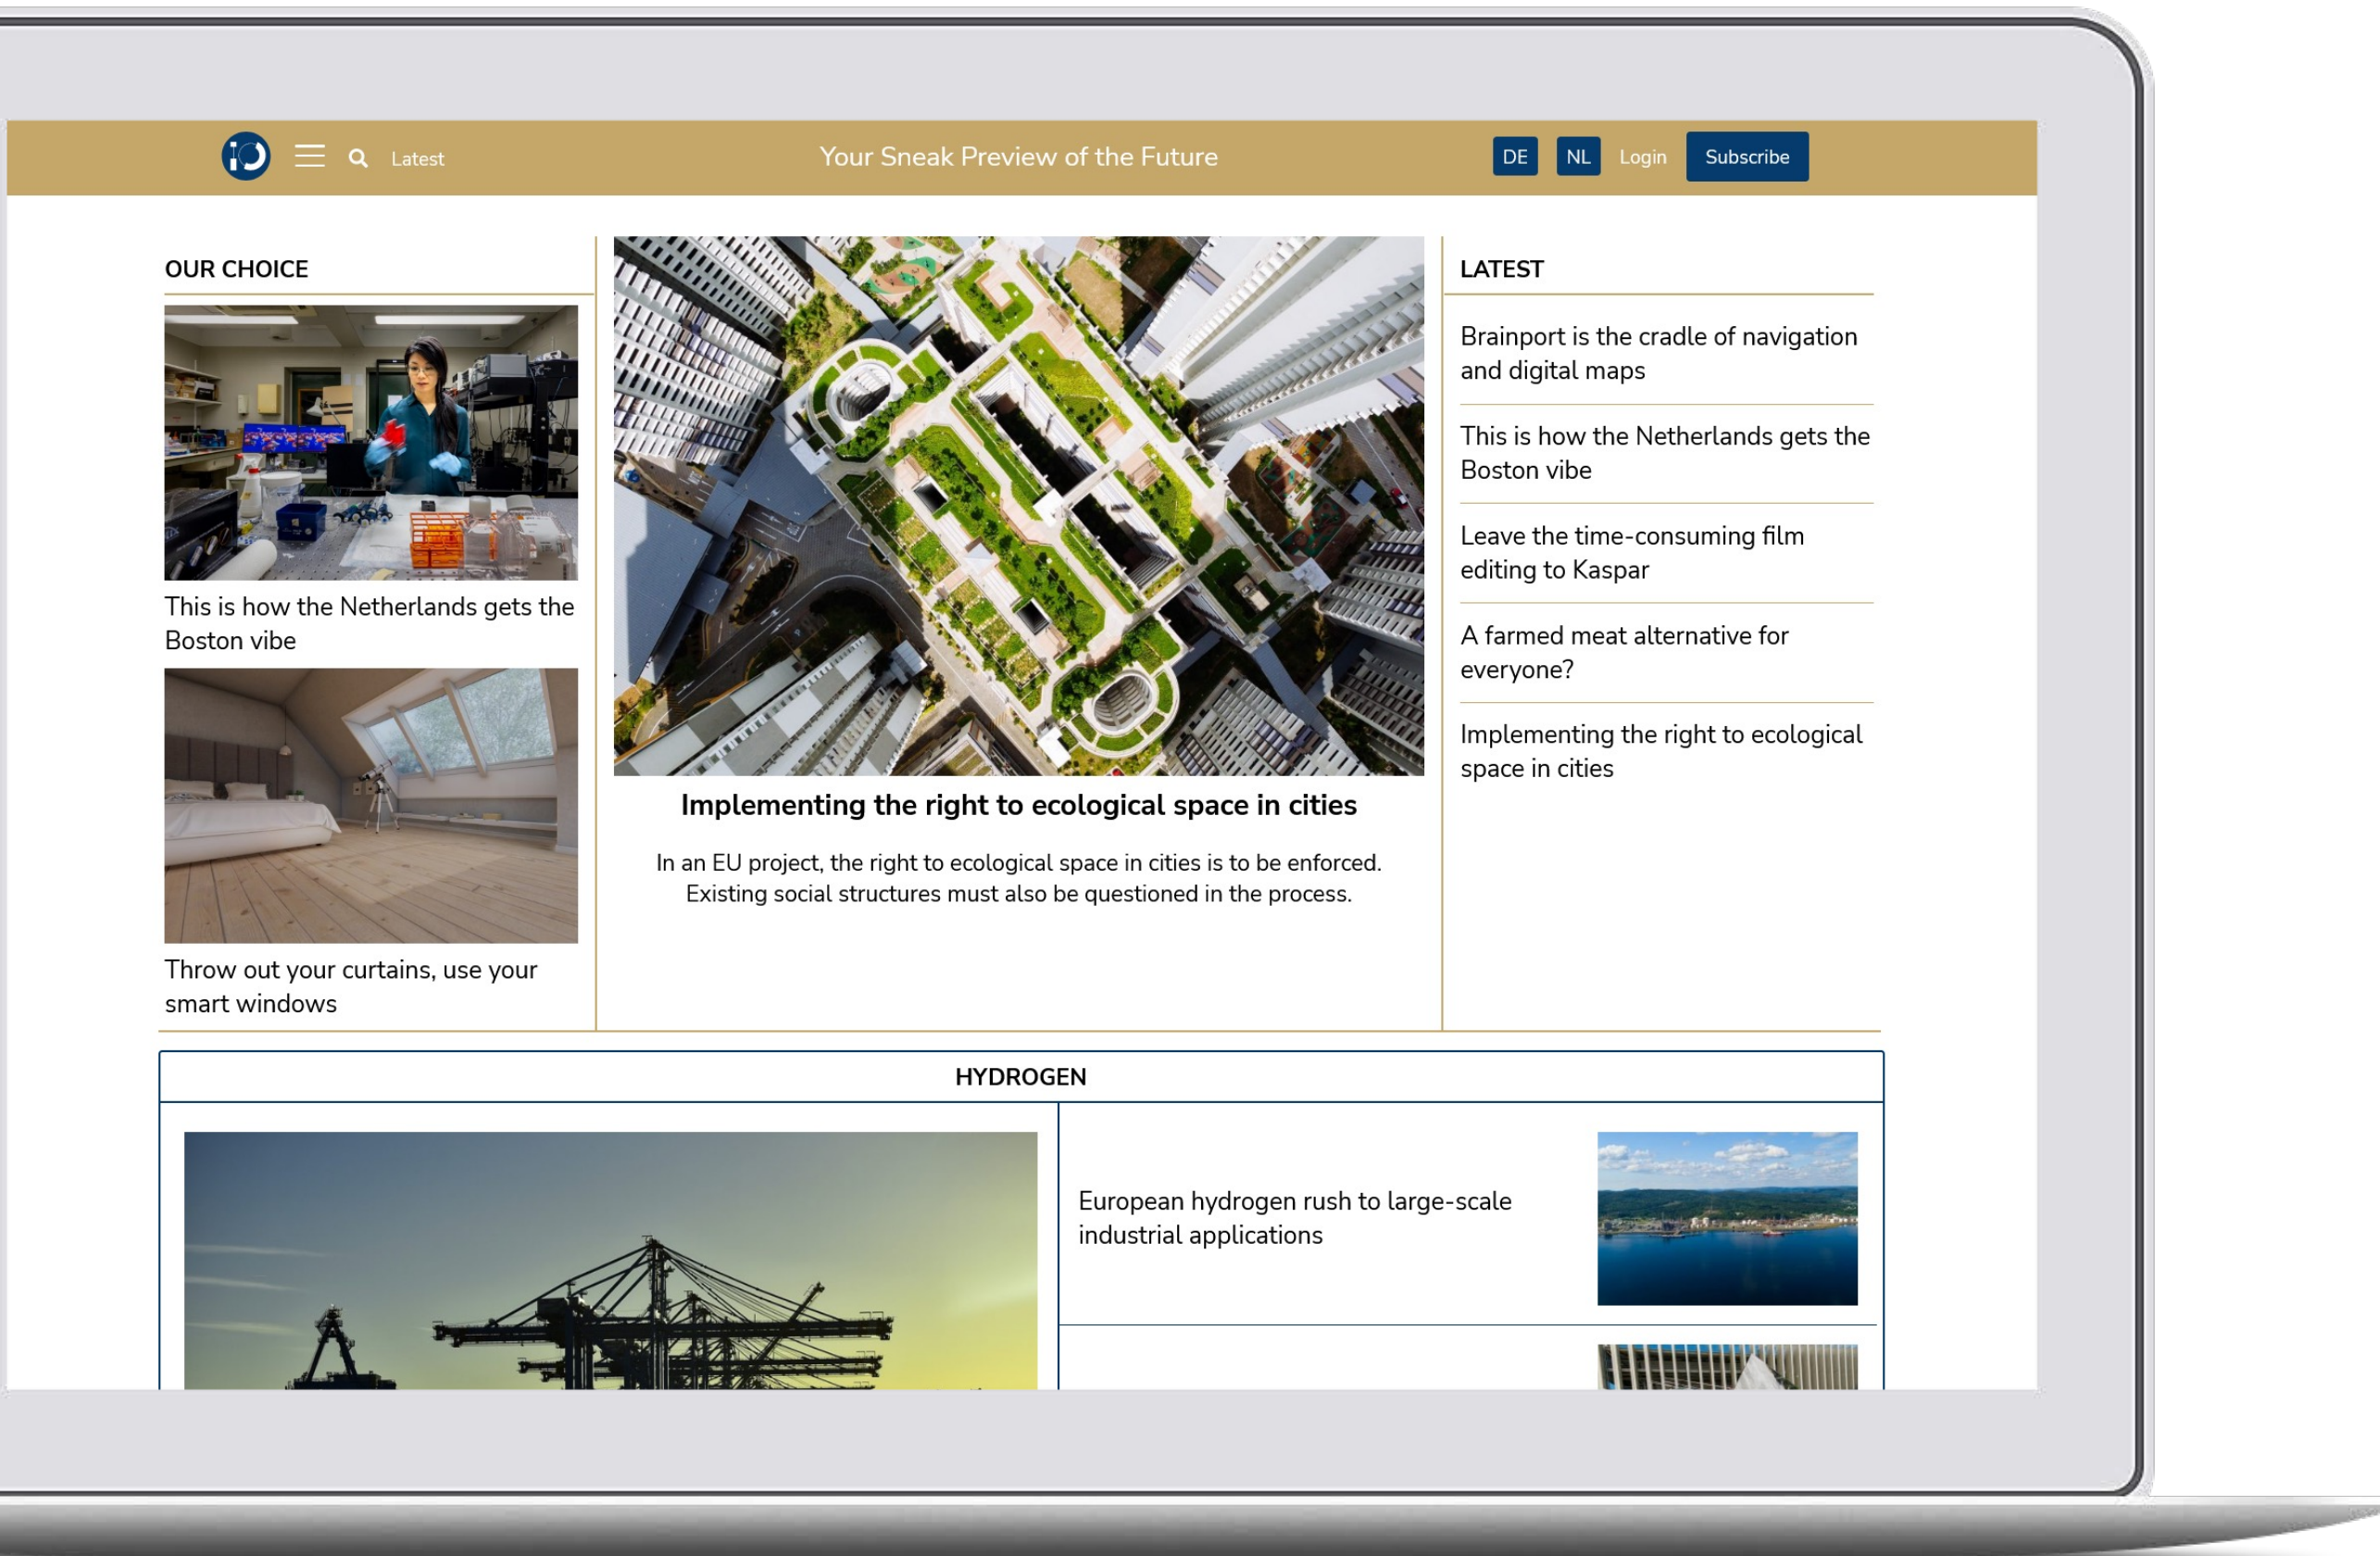 Latest
Your Sneak Preview of the Future
DE
NL
Login
Subscribe
OUR CHOICE
This is how the Netherlands gets the
Boston vibe
Throw out your curtains, use your
smart windows
Implementing the right to ecological space in cities
In an EU project, the right to ecological space in cities is to be enforced.
Existing social structures must also be questioned in the process.
LATEST
Brainport is the cradle of navigation
and digital maps
This is how the Netherlands gets the
Boston vibe
Leave the time-consuming film
editing to Kaspar
A farmed meat alternative for
everyone?
Implementing the right to ecological
space in cities
HYDROGEN
European hydrogen rush to large-scale
industrial applications